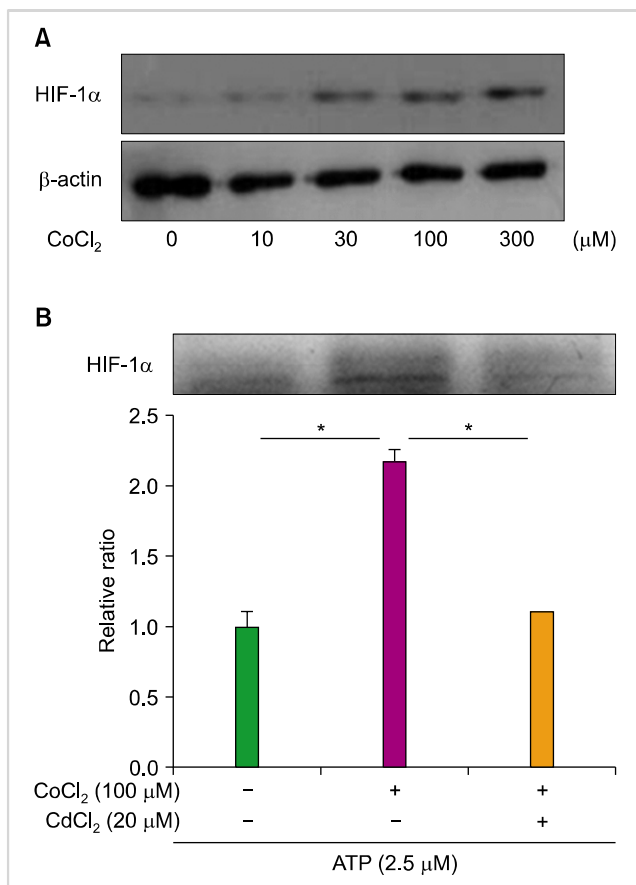 A
HIF-1α
β-actin
CoCl₂ 0 10 30 100 300 (μM)
B
HIF-1α
2.5
* *
2.0
1.5
1.0
0.5
0.0
Relative ratio
CoCl₂ (100 μM) − + +
CdCl₂ (20 μM) − − +
ATP (2.5 μM)